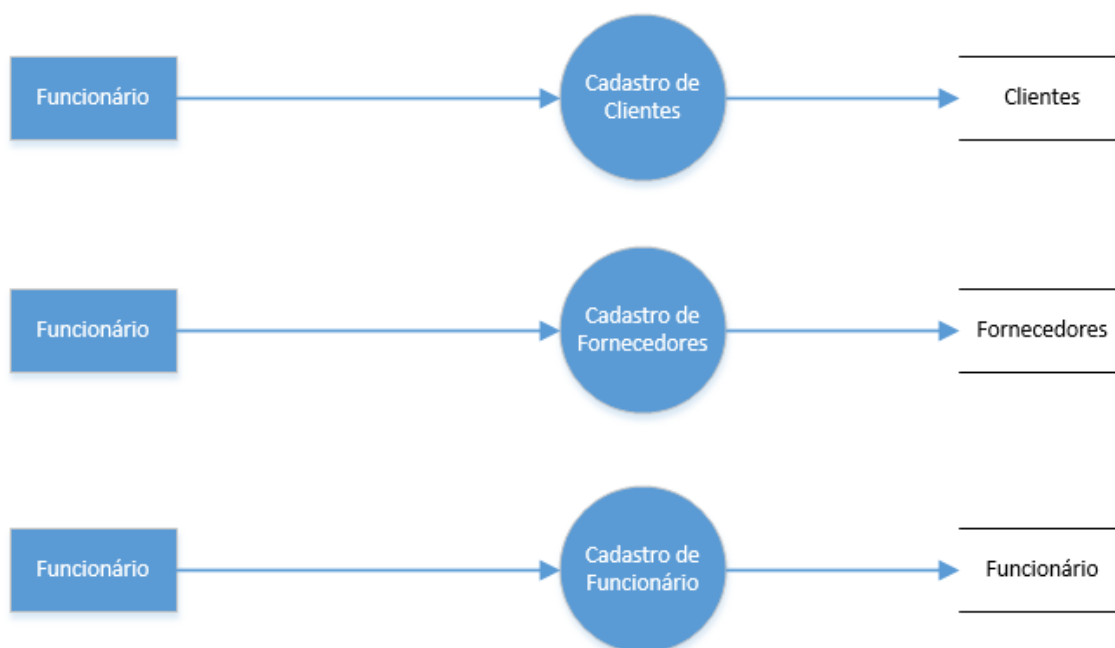 Funcionário
Cadastro de
Clientes
Clientes
Funcionário
Cadastro de
Fornecedores
Fornecedores
Funcionário
Cadastro de
Funcionário
Funcionário